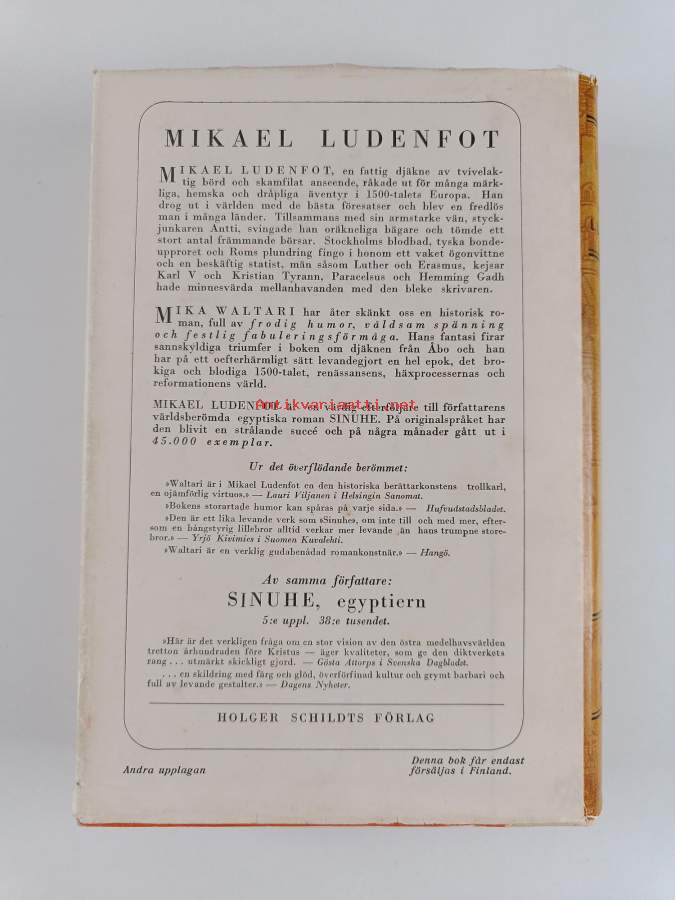 MIKAEL LUDENFOT
MIKAEL LUDENFOT, en fattig djäkne av tvivelak-
tig börd och skamfilat anseende, råkade ut för många märk-
liga, hemska och dråpliga äventyr i 1500-talets Europa. Han
drog ut i världen med de bästa föresatser och blev en fredlös
man i många länder. Tillsammans med sin armstarke vän, styck-
junkaren Antti, svingade han oräkneliga bägare och tömde ett
stort antal främmande börsar. Stockholms blodbad, tyska bonde-
upproret och Roms plundring fingo i honom ett vaket ögonvittne
och en beskäftig statist, män såsom Luther och Erasmus, kejsar
Karl V och Kristian Tyrann, Paracelsus och Hemming Gadh
hade minnesvärda mellanhavanden med den bleke skrivaren.
MIKA WALTARI har åter skänkt oss en historisk ro-
man, full av frodig humor, våldsam spänning
och festlig fabuleringsförmåga. Hans fantasi firar
sannskyldiga triumfer i boken om djäknen från Åbo och han
har på ett oefterhärmligt sätt levandegjort en hel epok, det bro-
kiga och blodiga 1500-talet, renässansens, häxprocessernas och
reformationens värld.
MIKAEL LUDENFOT är en värdig efterföljare till författarens
Antikvariaatti.net
världsberömda egyptiska roman SINUHE. På originalspråket har
den blivit en strålande succé och på några månader gått ut i
45.000 exemplar.
Ur det överflödande berömmet:
»Waltari är i Mikael Ludenfot en den historiska berättarkonstens trollkarl,
en ojämförlig virtuos.» — Lauri Viljanen i Helsingin Sanomat.
»Bokens storartade humor kan spåras på varje sida.» — Hufvudstadsbladet.
»Den är ett lika levande verk som »Sinuhe», om inte till och med mer, efter-
som en bångstyrig lillebror alltid verkar mer levande än hans trumpne store-
bror.» — Yrjö Kivimies i Suomen Kuvalehti.
»Waltari är en verklig gudabenådad romankonstnär.» — Hangö.
Av samma författare:
SINUHE, egyptiern
5:e uppl. 38:e tusendet.
»Här är det verkligen fråga om en stor vision av den östra medelhavsvärlden
tretton århundraden före Kristus — äger kvaliteter, som ge den diktverkets
rang ... utmärkt skickligt gjord. — Gösta Attorps i Svenska Dagbladet.
... en skildring med färg och glöd, överförfinad kultur och grymt barbari och
full av levande gestalter.» — Dagens Nyheter.
HOLGER SCHILDTS FÖRLAG
Andra upplagan
Denna bok får endast
försäljas i Finland.